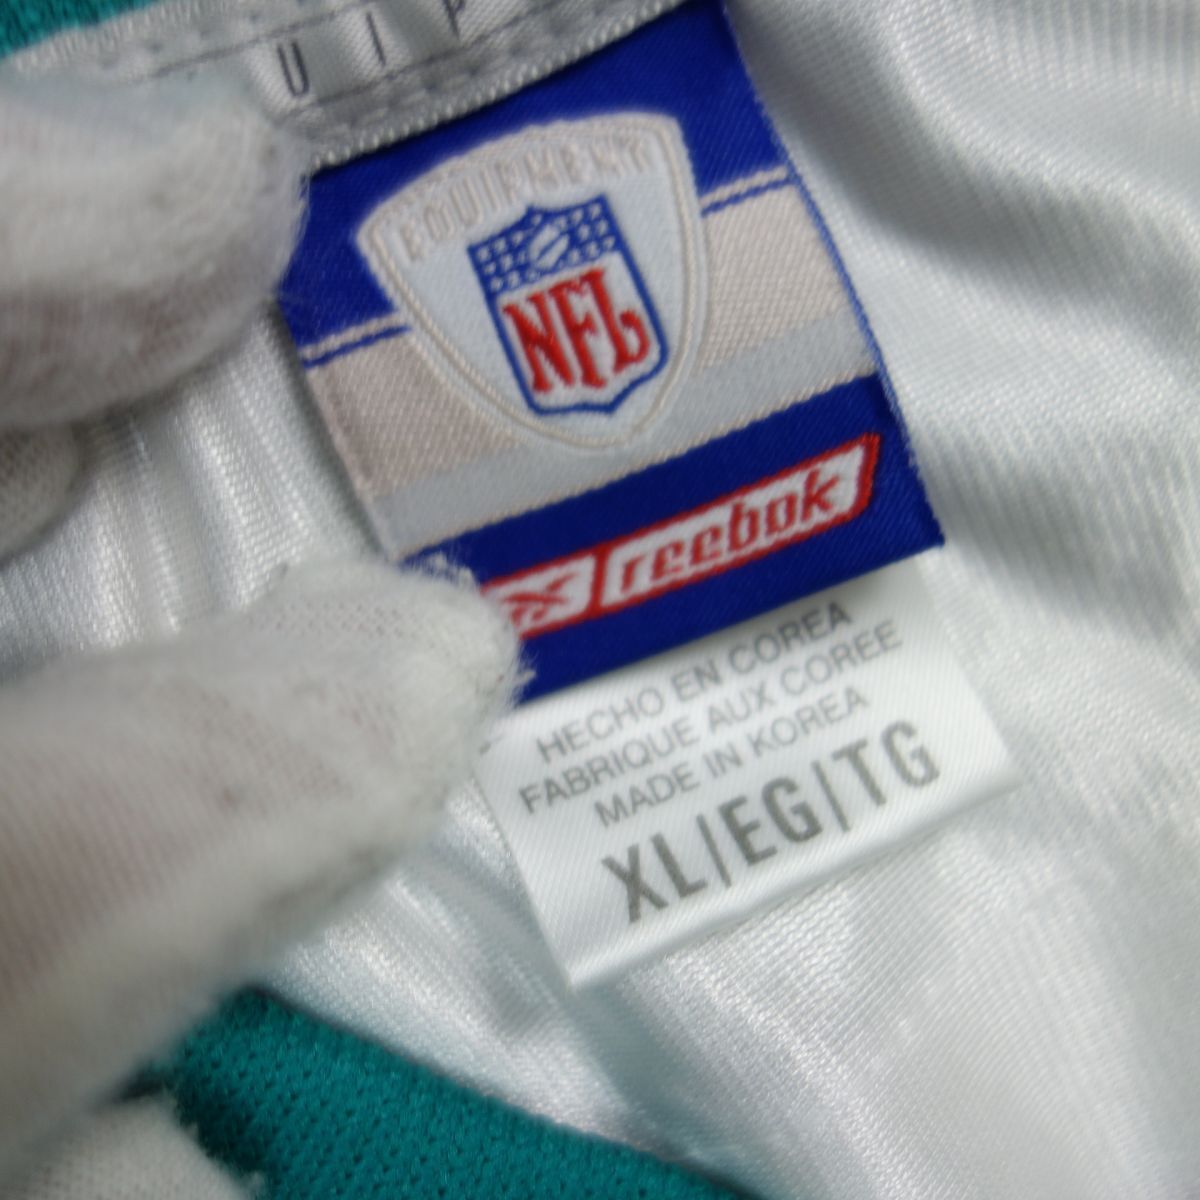 U I P
EQUIPMENT
NFL
reebok
HECHO EN COREA
FABRIQUE AUX COREE
MADE IN KOREA
XL/EG/TG